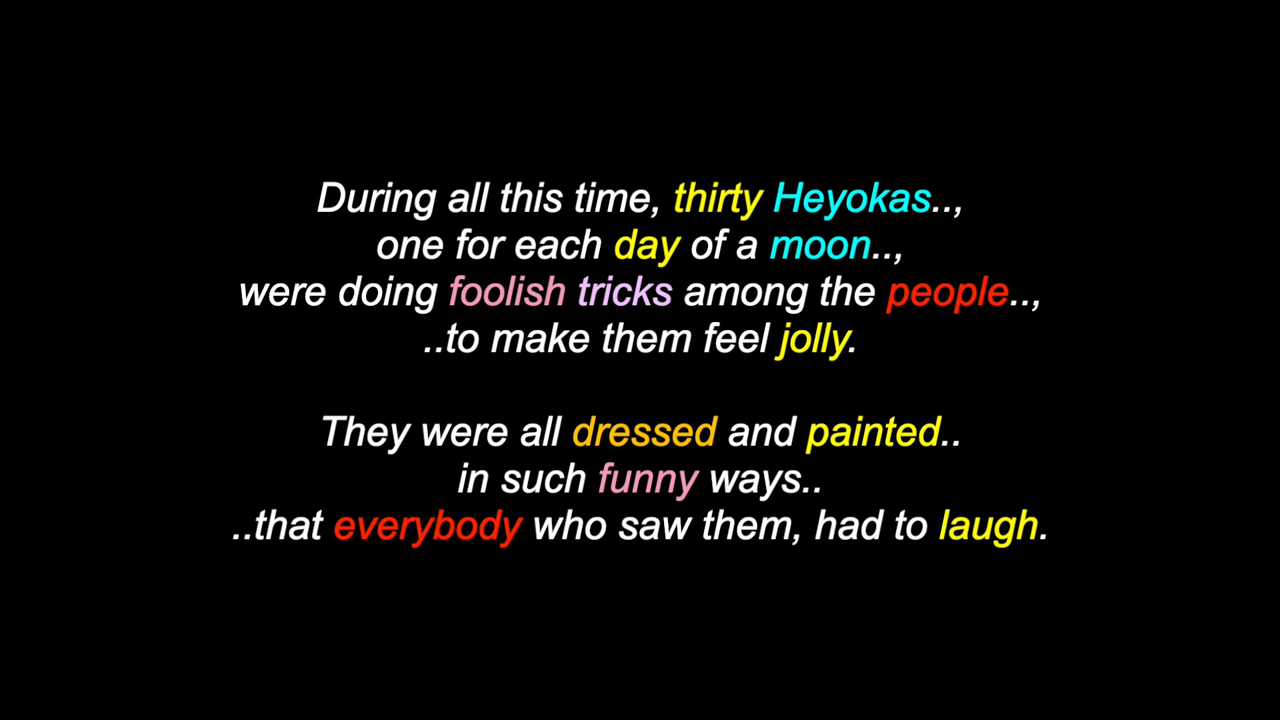 During all this time, thirty Heyokas..,
one for each day of a moon..,
were doing foolish tricks among the people..,
..to make them feel jolly.
They were all dressed and painted..
in such funny ways..
..that everybody who saw them, had to laugh.